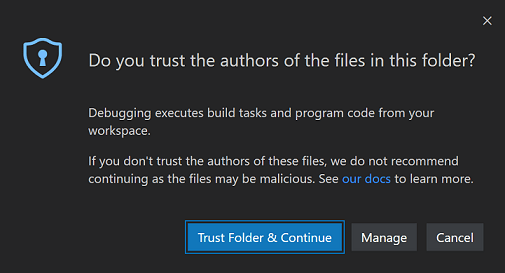 Do you trust the authors of the files in this folder?
Debugging executes build tasks and program code from your
workspace.
If you don't trust the authors of these files, we do not recommend
continuing as the files may be malicious. See our docs to learn more.
Trust Folder & Continue
Manage
Cancel